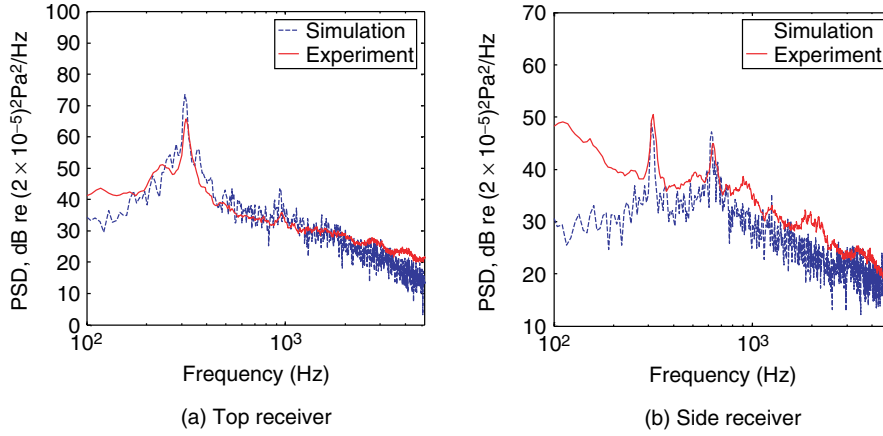 100
90
80
70
60
50
40
30
20
10
0
PSD, dB re (2 × 10⁻⁵)²Pa²/Hz
Simulation
Experiment
10² 10³
Frequency (Hz)
(a) Top receiver
70
60
50
40
30
20
10
PSD, dB re (2 × 10⁻⁵)²Pa²/Hz
Simulation
Experiment
10² 10³
Frequency (Hz)
(b) Side receiver